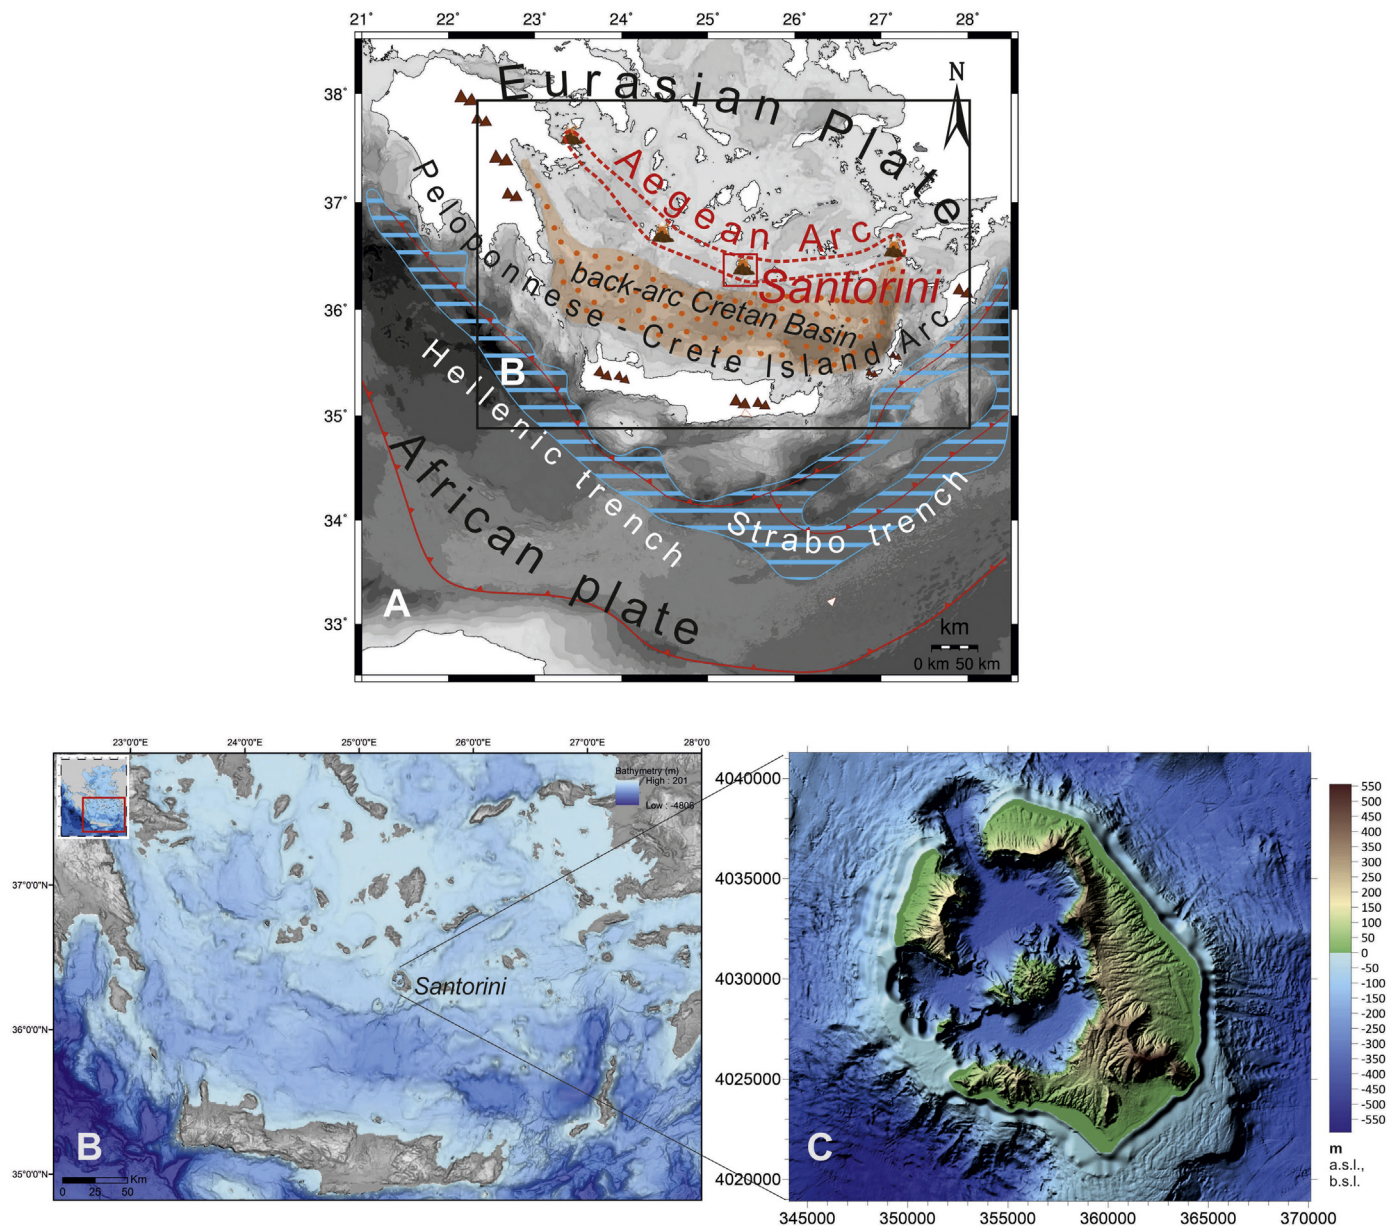 21° 22° 23° 24° 25° 26° 27° 28°
38°
37°
36°
35°
34°
33°
N
Eurasian Plate
Aegean Arc
Santorini
back-arc Cretan Basin
Peloponnese - Crete Island Arc
B
Hellenic trench
Strabo trench
African plate
A
km
0 km 50 km
23°0'0"E 24°0'0"E 25°0'0"E 26°0'0"E 27°0'0"E 28°0'0
37°0'0"N
36°0'0"N
35°0'0"N
Bathymetry (m)
High : 201
Low : -4806
Santorini
B
Km
0 25 50
4040000
4035000
4030000
4025000
4020000
345000 350000 355000 360000 365000 370000
C
550
500
450
400
350
300
250
200
150
100
50
0
-50
-100
-150
-200
-250
-300
-350
-400
-450
-500
-550
m
a.s.l.,
b.s.l.